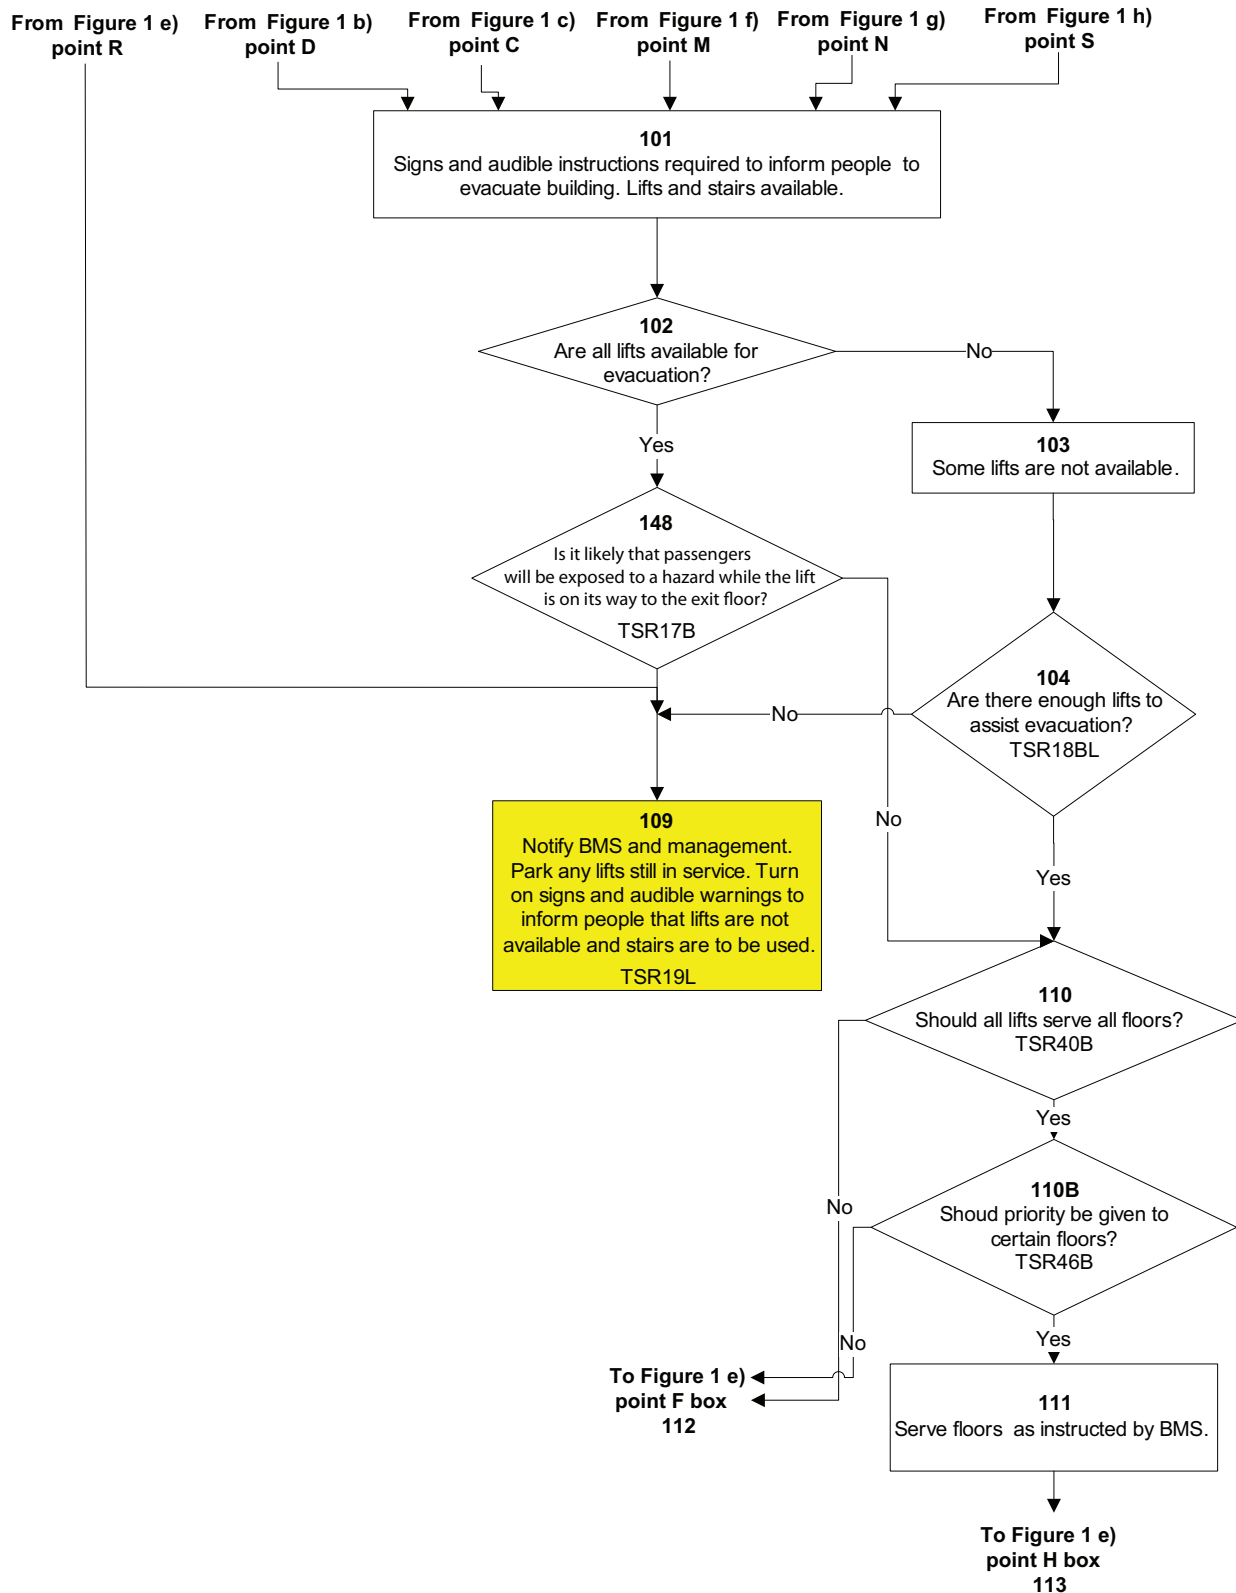 From Figure 1 e)
point R
From Figure 1 b)
point D
From Figure 1 c)
point C
From Figure 1 f)
point M
From Figure 1 g)
point N
From Figure 1 h)
point S
101
Signs and audible instructions required to inform people to
evacuate building. Lifts and stairs available.
102
Are all lifts available for
evacuation?
No
Yes
103
Some lifts are not available.
148
Is it likely that passengers
will be exposed to a hazard while the lift
is on its way to the exit floor?
TSR17B
104
Are there enough lifts to
assist evacuation?
TSR18BL
No
No
Yes
109
Notify BMS and management.
Park any lifts still in service. Turn
on signs and audible warnings to
inform people that lifts are not
available and stairs are to be used.
TSR19L
110
Should all lifts serve all floors?
TSR40B
Yes
No
110B
Shoud priority be given to
certain floors?
TSR46B
No
Yes
To Figure 1 e)
point F box
112
111
Serve floors as instructed by BMS.
To Figure 1 e)
point H box
113